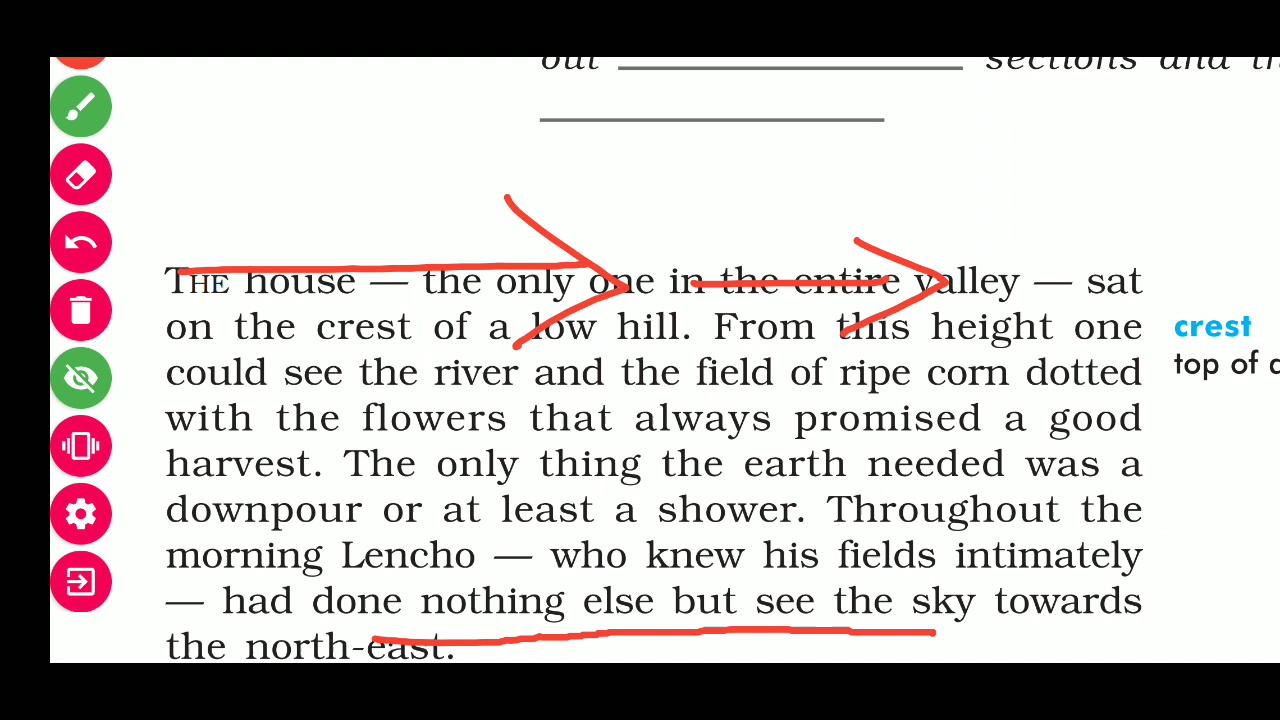 out __________ sections and
__________
THE house — the only one in the entire valley — sat
on the crest of a low hill. From this height one
could see the river and the field of ripe corn dotted
with the flowers that always promised a good
harvest. The only thing the earth needed was a
downpour or at least a shower. Throughout the
morning Lencho — who knew his fields intimately
— had done nothing else but see the sky towards
the north-east.
crest
top of a